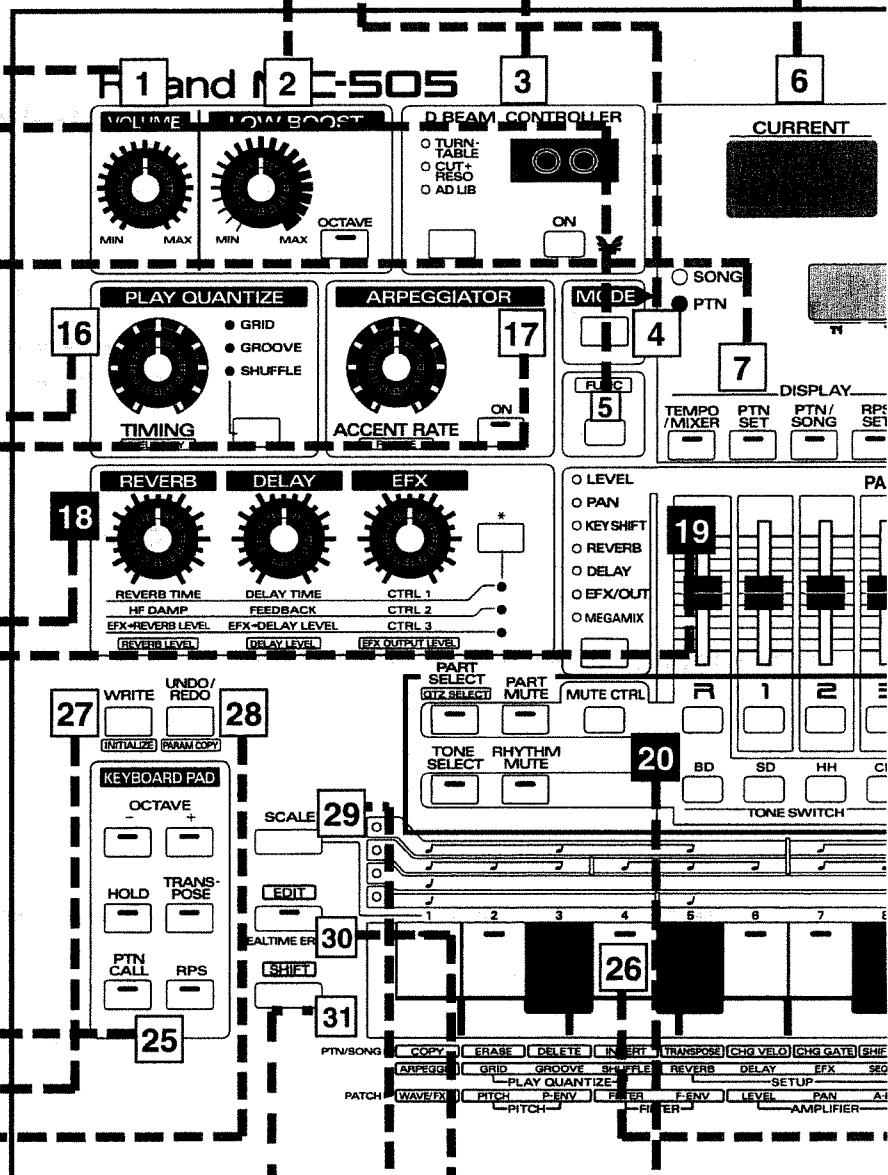 1
2
3
6
Roland MC-505
VOLUME
LOW BOOST
D BEAM CONTROLLER
CURRENT
TURN-
TABLE
CUT+
RESO
AD LIB
MIN MAX
MIN MAX
OCTAVE
ON
SONG
PTN
PLAY QUANTIZE
ARPEGGIATOR
MODE
16
17
4
7
GRID
GROOVE
SHUFFLE
TIMING
ACCENT RATE
ON
FUNC
5
DISPLAY
TEMPO
/MIXER
PTN
SET
PTN/
SONG
RPS
SET
REVERB
DELAY
EFX
18
19
*
LEVEL
PAN
KEY SHIFT
REVERB
DELAY
EFX/OUT
MEGAMIX
PA
REVERB TIME DELAY TIME CTRL 1
HF DAMP FEEDBACK CTRL 2
EFX→REVERB LEVEL EFX→DELAY LEVEL CTRL 3
REVERB LEVEL DELAY LEVEL EFX OUTPUT LEVEL
PART
SELECT
QTZ SELECT
PART
MUTE
MUTE CTRL
R 1 2
27
WRITE
INITIALIZE
UNDO/
REDO
PARAM COPY
28
TONE
SELECT
RHYTHM
MUTE
20
BD SD HH
TONE SWITCH
KEYBOARD PAD
OCTAVE
- +
HOLD
TRANS-
POSE
PTN
CALL
RPS
25
SCALE
29
EDIT
EALTIME ER
30
SHIFT
31
1 2 3 4 5 6 7 8
26
PTN/SONG COPY ERASE DELETE INSERT TRANSPOSE CHG VELO CHG GATE SHIF
ARPEGGI GRID GROOVE SHUFFLE REVERB DELAY EFX SEQ
PLAY QUANTIZE SETUP
PATCH WAVE/FX PITCH P-ENV FILTER F-ENV LEVEL PAN A-E
PITCH FILTER AMPLIFIER